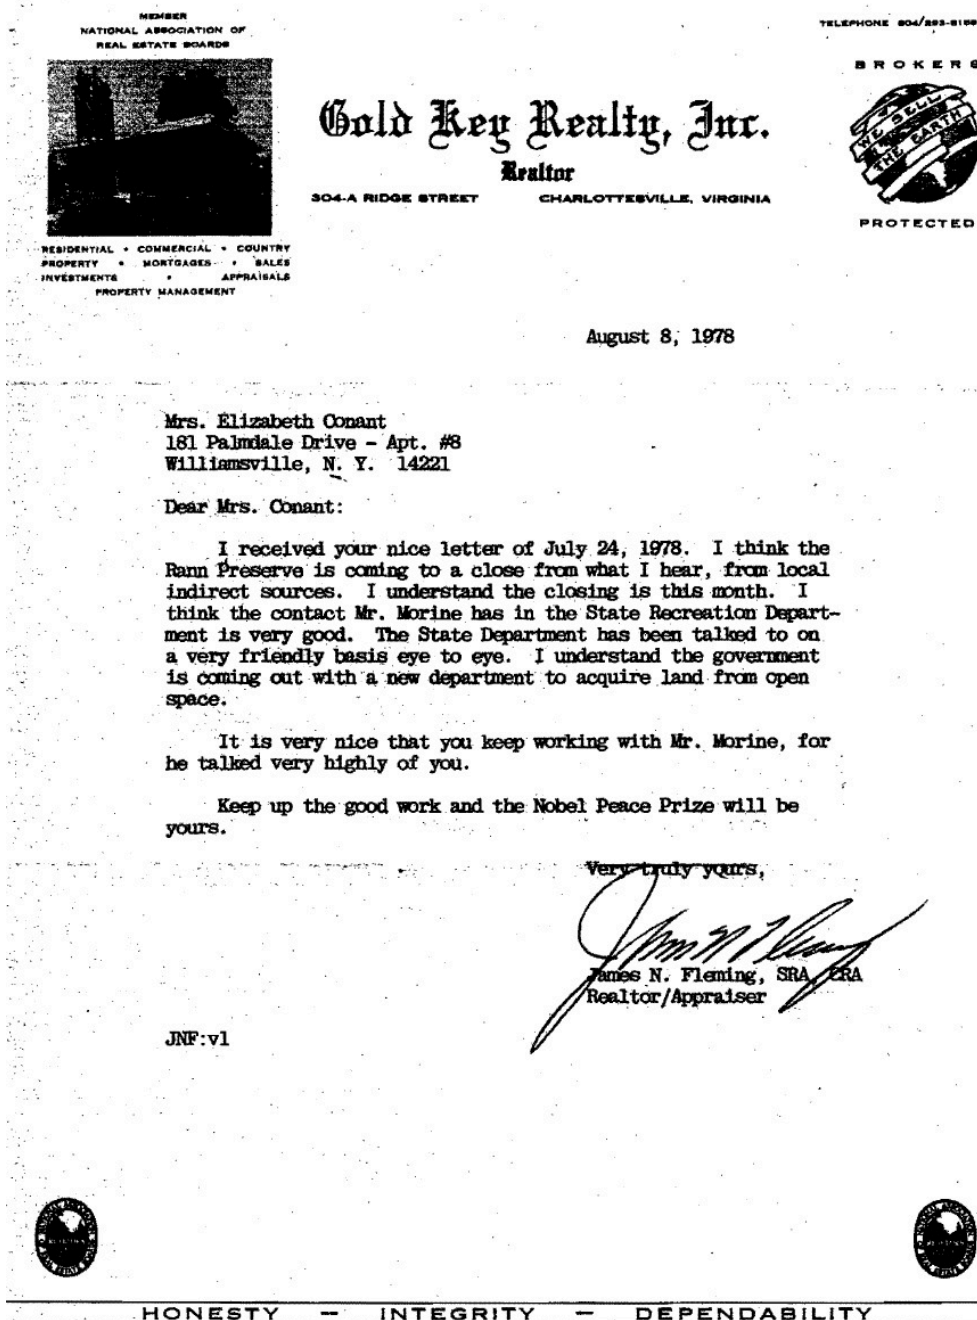 MEMBER
NATIONAL ASSOCIATION OF
REAL ESTATE BOARDS
TELEPHONE 804/293-
BROKERS
WE SELL
THE EARTH
PROTECTED
Gold Key Realty, Inc.
Realtor
304-A RIDGE STREET CHARLOTTESVILLE, VIRGINIA
RESIDENTIAL • COMMERCIAL • COUNTRY
PROPERTY • MORTGAGES • SALES
INVESTMENTS • APPRAISALS
PROPERTY MANAGEMENT
August 8, 1978
Mrs. Elizabeth Conant
181 Palmdale Drive - Apt. #8
Williamsville, N. Y. 14221
Dear Mrs. Conant:
I received your nice letter of July 24, 1978. I think the
Rann Preserve is coming to a close from what I hear, from local
indirect sources. I understand the closing is this month. I
think the contact Mr. Morine has in the State Recreation Depart-
ment is very good. The State Department has been talked to on
a very friendly basis eye to eye. I understand the government
is coming out with a new department to acquire land from open
space.
It is very nice that you keep working with Mr. Morine, for
he talked very highly of you.
Keep up the good work and the Nobel Peace Prize will be
yours.
Very truly yours,
James N. Fleming, SRA, CRA
Realtor/Appraiser
JNF:vl
HONESTY — INTEGRITY — DEPENDABILITY